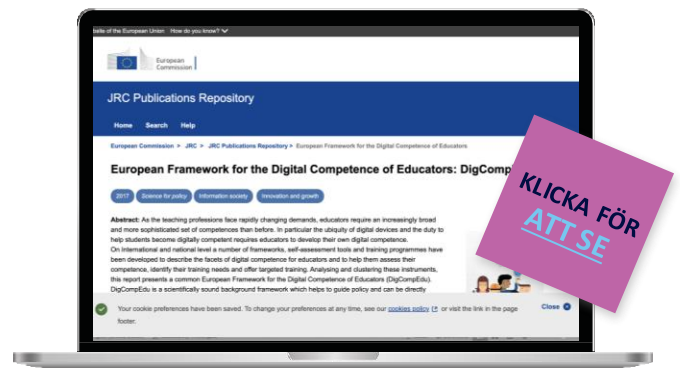 bsite of the European Union How do you know?
European
Commission
JRC Publications Repository
Home Search Help
European Commission > JRC > JRC Publications Repository > European Framework for the Digital Competence of Educators
European Framework for the Digital Competence of Educators: DigComp
2017 Science for policy Information society Innovation and growth
Abstract: As the teaching professions face rapidly changing demands, educators require an increasingly broad
and more sophisticated set of competences than before. In particular the ubiquity of digital devices and the duty to
help students become digitally competent requires educators to develop their own digital competence.
On International and national level a number of frameworks, self-assessment tools and training programmes have
been developed to describe the facets of digital competence for educators and to help them assess their
competence, identify their training needs and offer targeted training. Analysing and clustering these instruments,
this report presents a common European Framework for the Digital Competence of Educators (DigCompEdu).
DigCompEdu is a scientifically sound background framework which helps to guide policy and can be directly
Your cookie preferences have been saved. To change your preferences at any time, see our cookies policy or visit the link in the page
footer.
Close
KLICKA FÖR
ATT SE